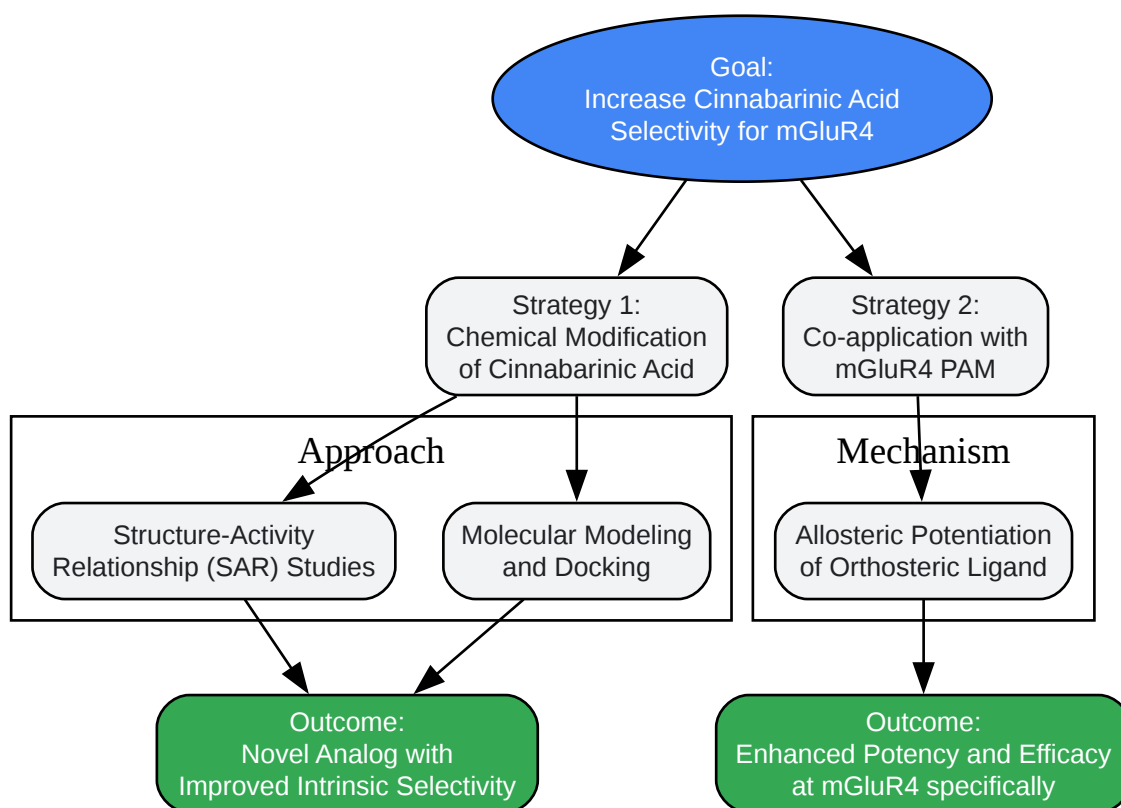 Goal:
Increase Cinnabarinic Acid
Selectivity for mGluR4
Strategy 1:
Chemical Modification
of Cinnabarinic Acid
Strategy 2:
Co-application with
mGluR4 PAM
Approach
Mechanism
Structure-Activity
Relationship (SAR) Studies
Molecular Modeling
and Docking
Allosteric Potentiation
of Orthosteric Ligand
Outcome:
Novel Analog with
Improved Intrinsic Selectivity
Outcome:
Enhanced Potency and Efficacy
at mGluR4 specifically